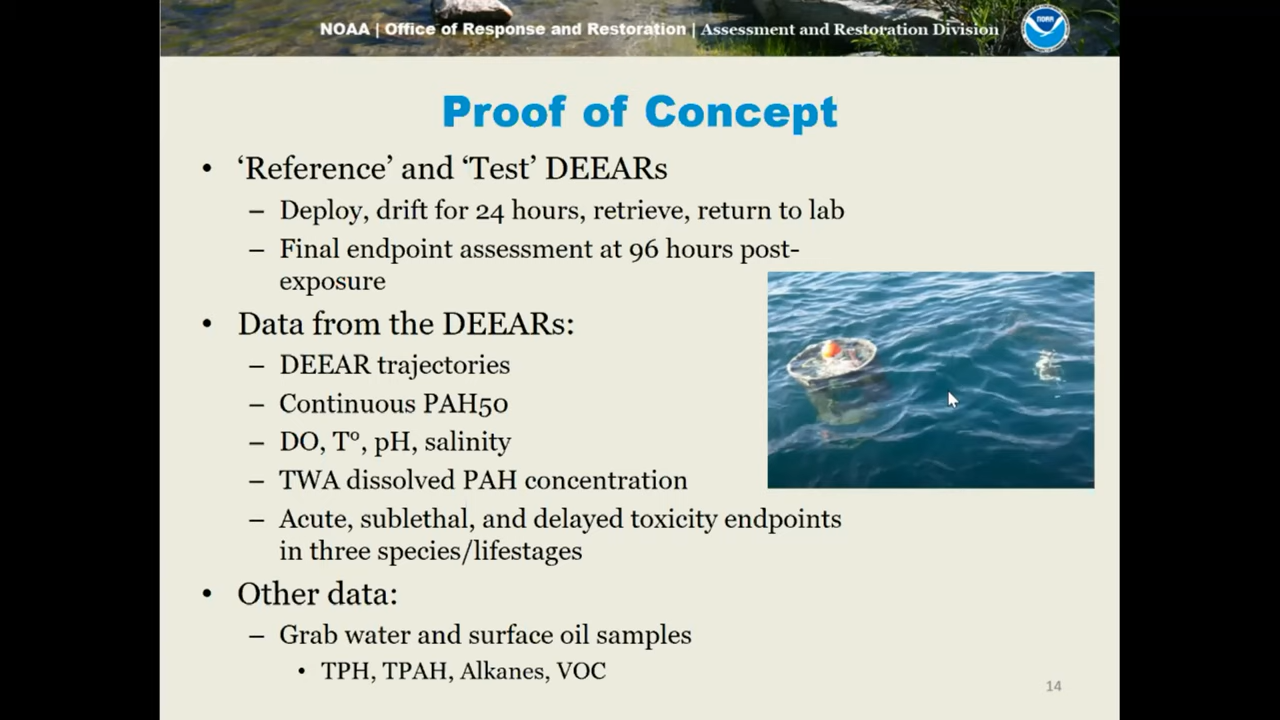 NOAA | Office of Response and Restoration | Assessment and Restoration Division
NOAA
Proof of Concept
• ‘Reference’ and ‘Test’ DEEARs
– Deploy, drift for 24 hours, retrieve, return to lab
– Final endpoint assessment at 96 hours post-
exposure
• Data from the DEEARs:
– DEEAR trajectories
– Continuous PAH50
– DO, T°, pH, salinity
– TWA dissolved PAH concentration
– Acute, sublethal, and delayed toxicity endpoints
in three species/lifestages
• Other data:
– Grab water and surface oil samples
• TPH, TPAH, Alkanes, VOC
14